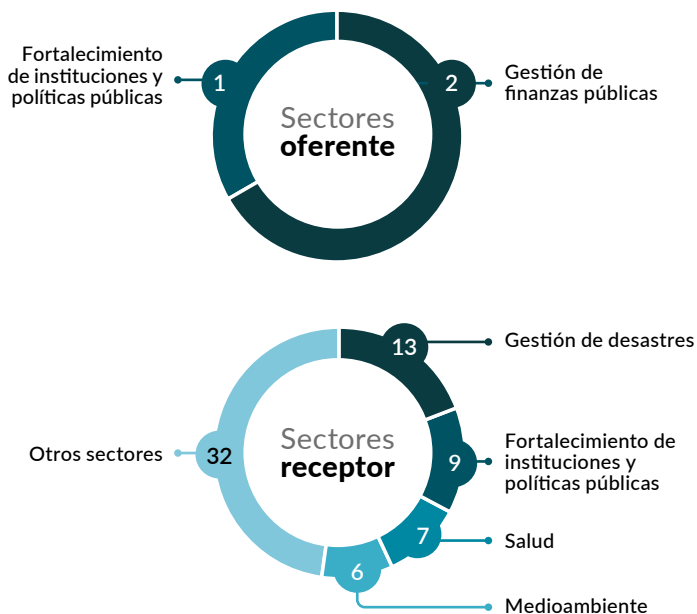 Fortalecimiento
de instituciones y
políticas públicas
1
Sectores
oferente
2
Gestión de
finanzas públicas
13
Gestión de desastres
Sectores
receptor
Otros sectores
32
9
Fortalecimiento de
instituciones y
políticas públicas
7
Salud
6
Medioambiente